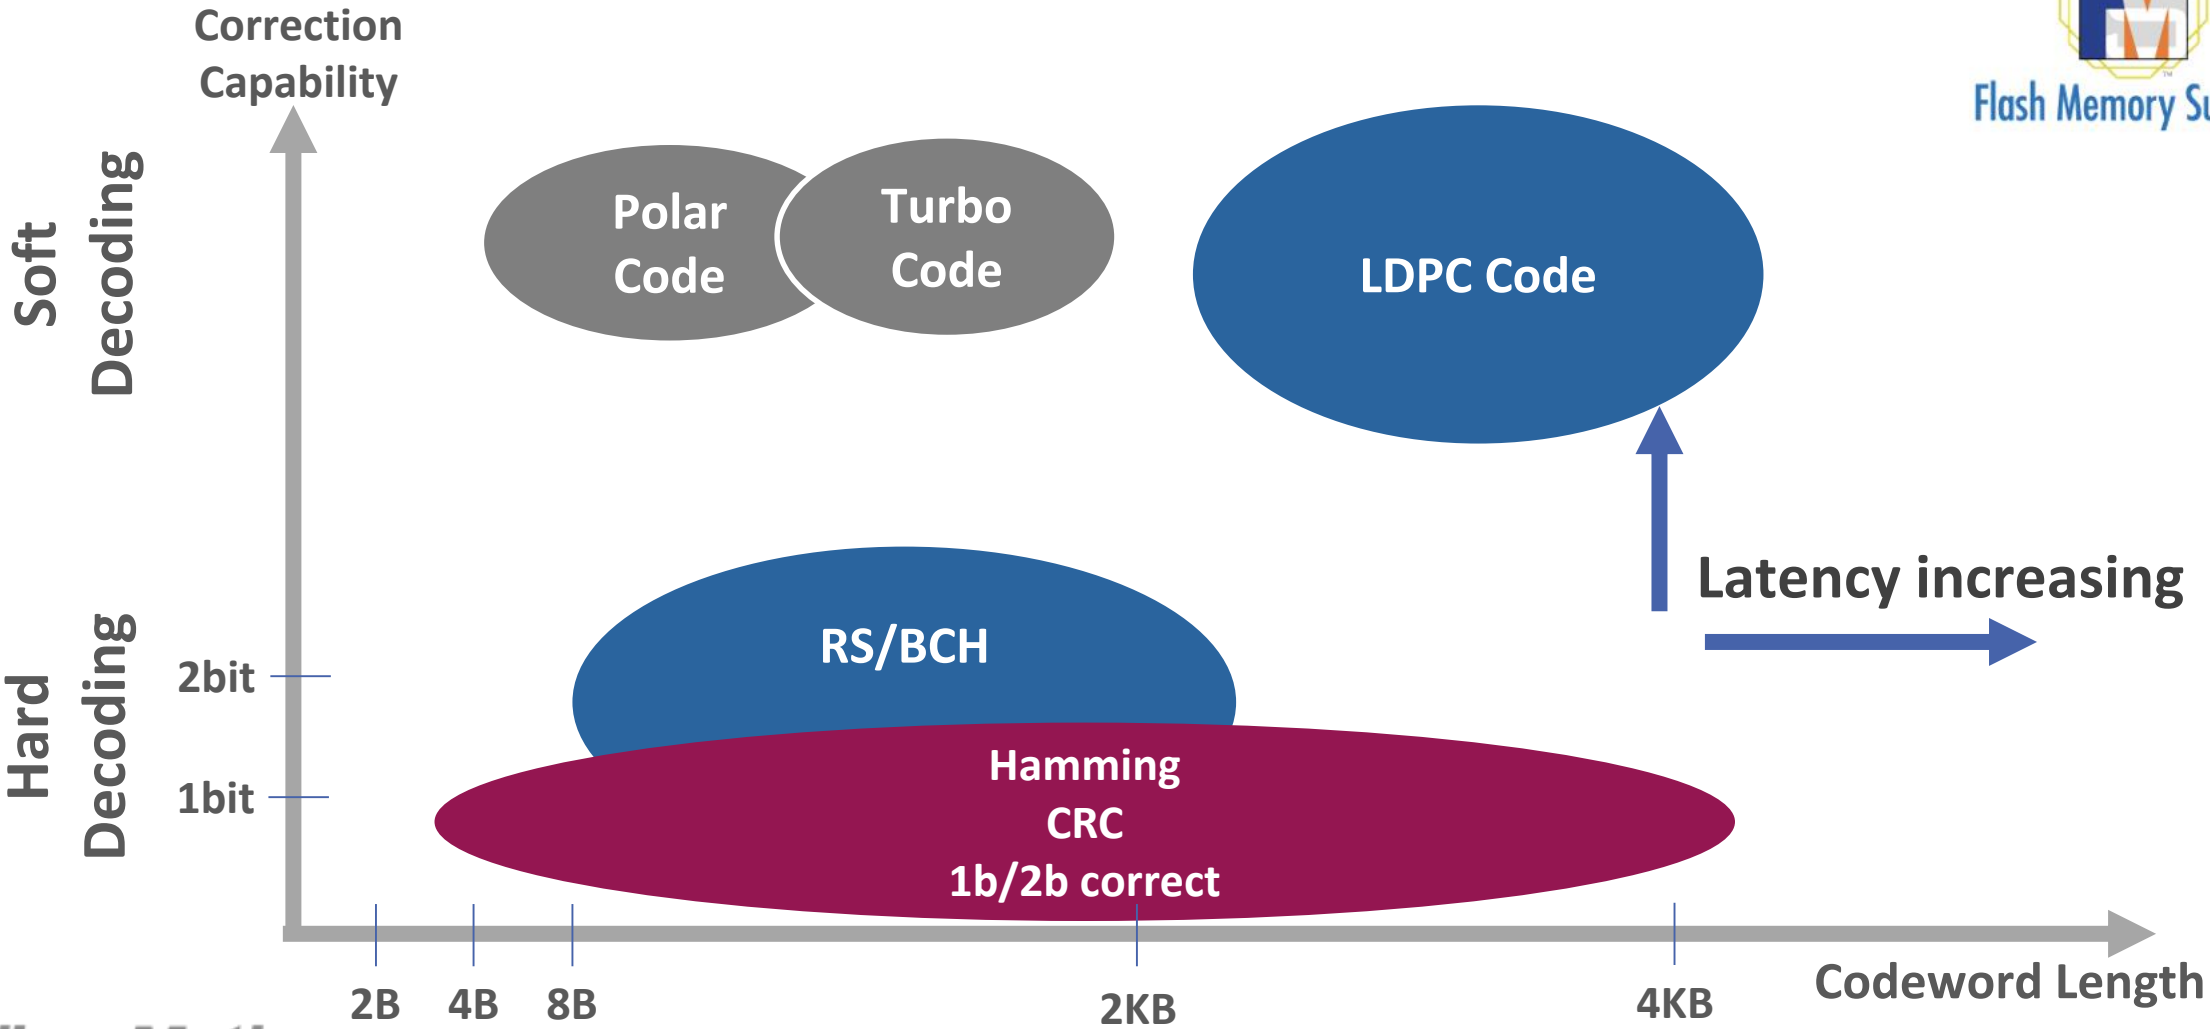 Correction
Capability
Flash Memory
Soft
Decoding
Polar
Code
Turbo
Code
LDPC Code
Latency increasing
Hard
Decoding
2bit
1bit
RS/BCH
Hamming
CRC
1b/2b correct
2B 4B 8B 2KB 4KB
Codeword Length